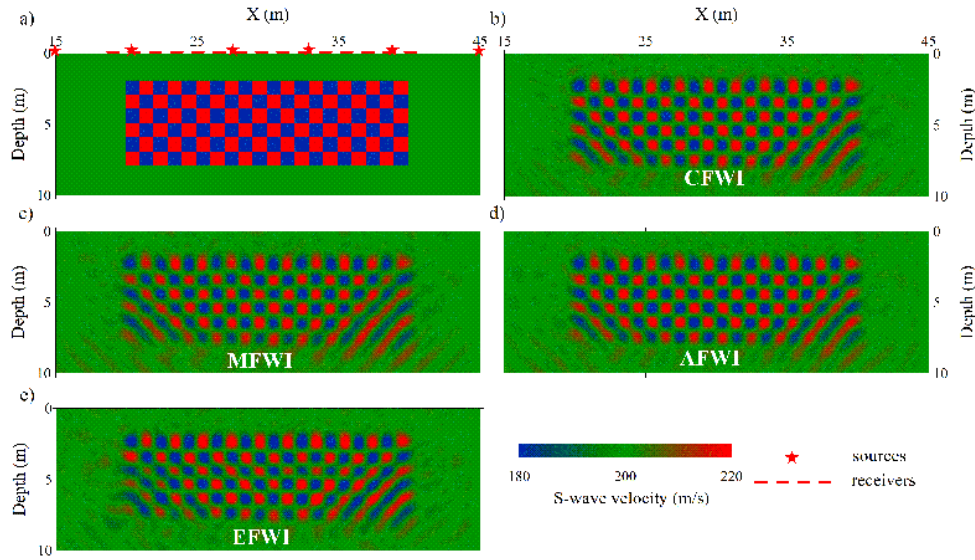 X (m) X (m)
a) b)
15 25 35 45 15 25 35 45
0 0
Depth (m) 5 5 Depth (m)
10 CFWI 10
c) d)
0 0
Depth (m) 5 5 Depth (m)
10 MFWI AFWI 10
e)
0
Depth (m) 5
10 EFWI
180 200 220
S-wave velocity (m/s)
sources
receivers